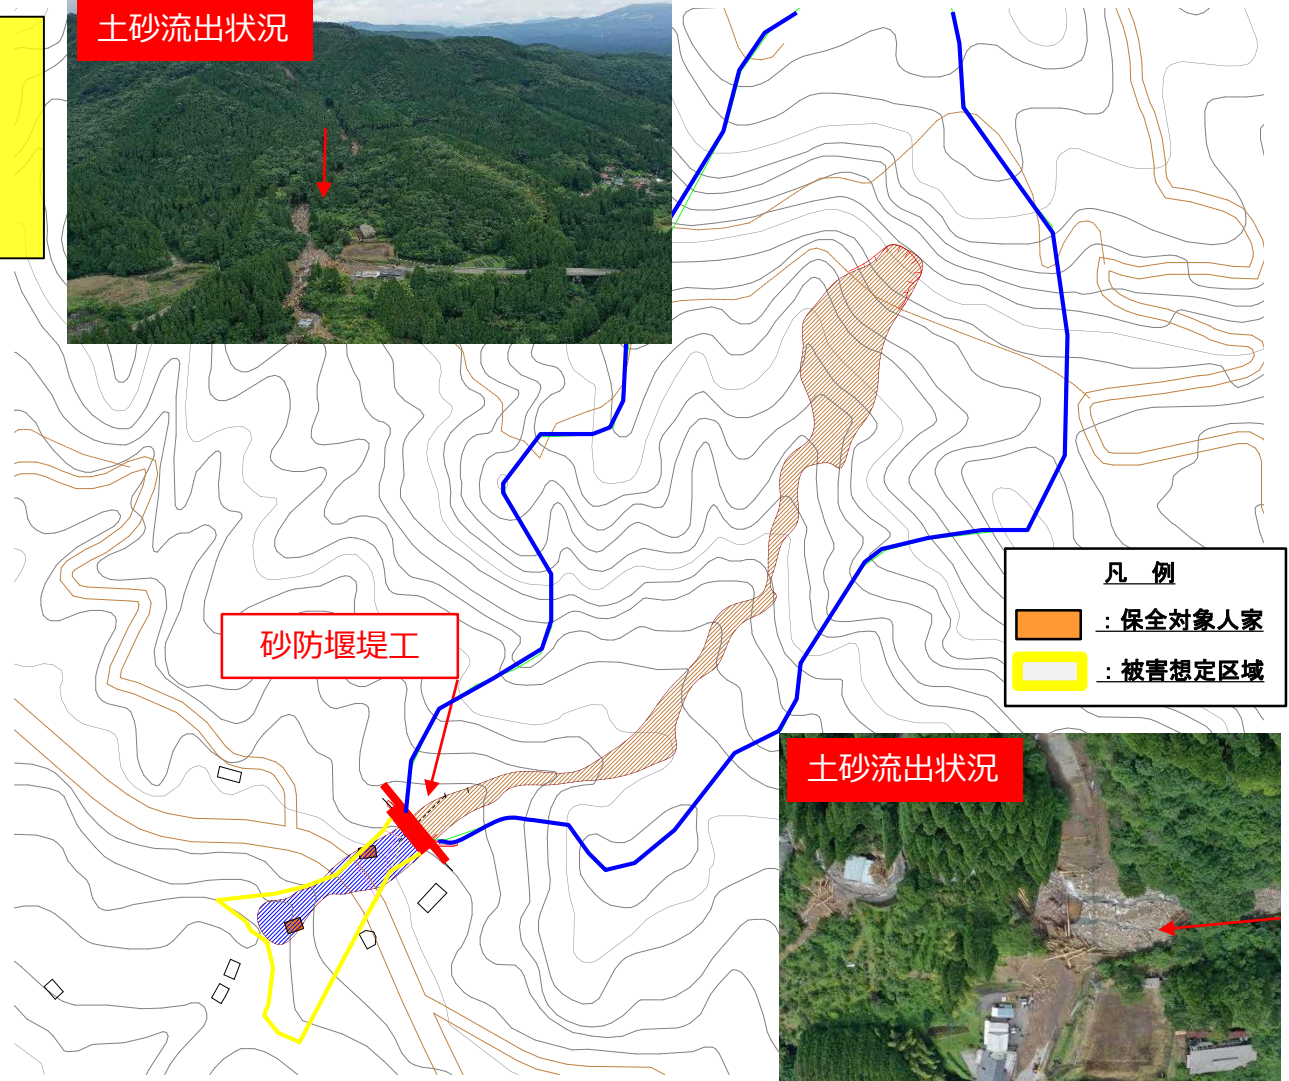 土砂流出状況
砂防堰堤工
凡 例
：保全対象人家
：被害想定区域
土砂流出状況